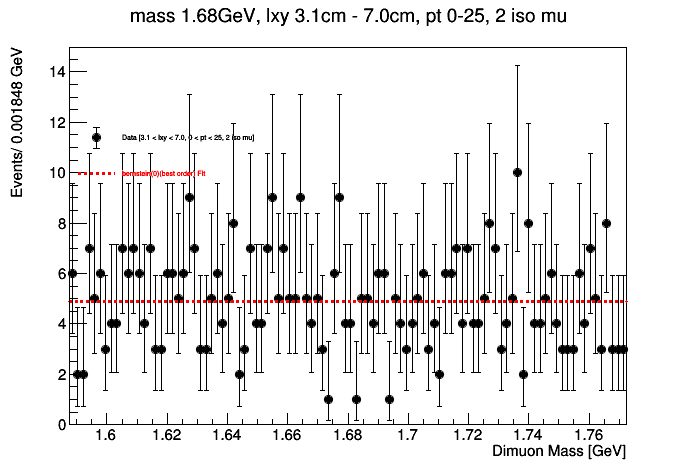 mass 1.68GeV, lxy 3.1cm - 7.0cm, pt 0-25, 2 iso mu
Events/ 0.001848 GeV
14
12
10
8
6
4
2
0
Data [3.1 < lxy < 7.0, 0 < pt < 25, 2 iso mu]
bernstein(0)(best order) Fit
1.6 1.62 1.64 1.66 1.68 1.7 1.72 1.74 1.76
Dimuon Mass [GeV]